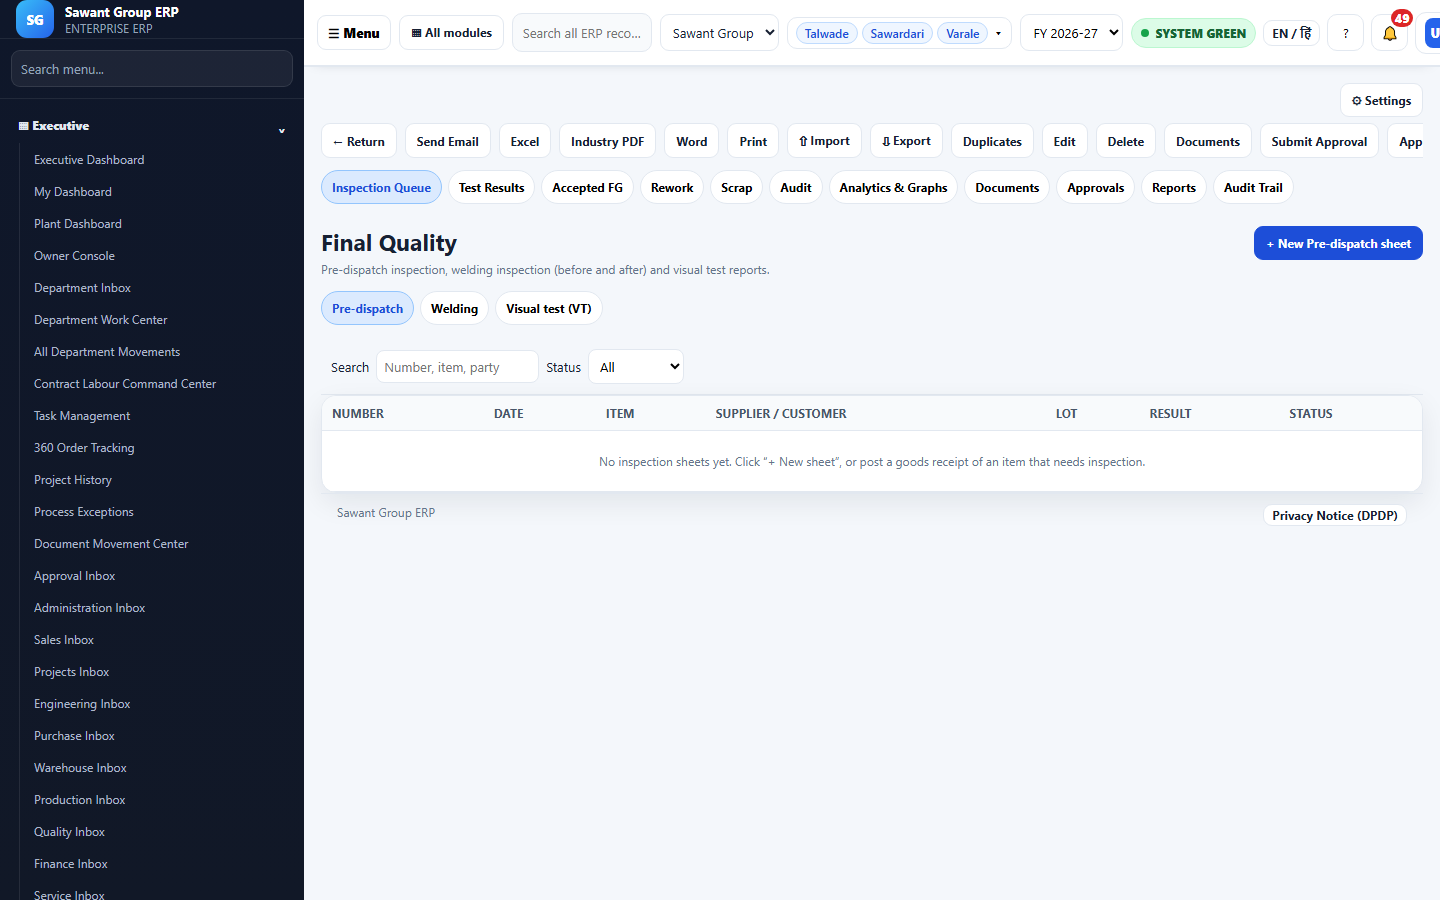 SG
Sawant Group ERP
ENTERPRISE ERP
☰ Menu
All modules
Search all ERP reco...
Sawant Group
Talwade
Sawardari
Varale
FY 2026-27
SYSTEM GREEN
EN / हिं
?
49
U
Search menu...
Executive
Executive Dashboard
My Dashboard
Plant Dashboard
Owner Console
Department Inbox
Department Work Center
All Department Movements
Contract Labour Command Center
Task Management
360 Order Tracking
Project History
Process Exceptions
Document Movement Center
Approval Inbox
Administration Inbox
Sales Inbox
Projects Inbox
Engineering Inbox
Purchase Inbox
Warehouse Inbox
Production Inbox
Quality Inbox
Finance Inbox
Service Inbox
⚙ Settings
← Return
Send Email
Excel
Industry PDF
Word
Print
⇧ Import
⇩ Export
Duplicates
Edit
Delete
Documents
Submit Approval
App
Inspection Queue
Test Results
Accepted FG
Rework
Scrap
Audit
Analytics & Graphs
Documents
Approvals
Reports
Audit Trail
Final Quality
+ New Pre-dispatch sheet
Pre-dispatch inspection, welding inspection (before and after) and visual test reports.
Pre-dispatch
Welding
Visual test (VT)
Search
Number, item, party
Status
All
NUMBER DATE ITEM SUPPLIER / CUSTOMER LOT RESULT STATUS
No inspection sheets yet. Click “+ New sheet”, or post a goods receipt of an item that needs inspection.
Sawant Group ERP
Privacy Notice (DPDP)